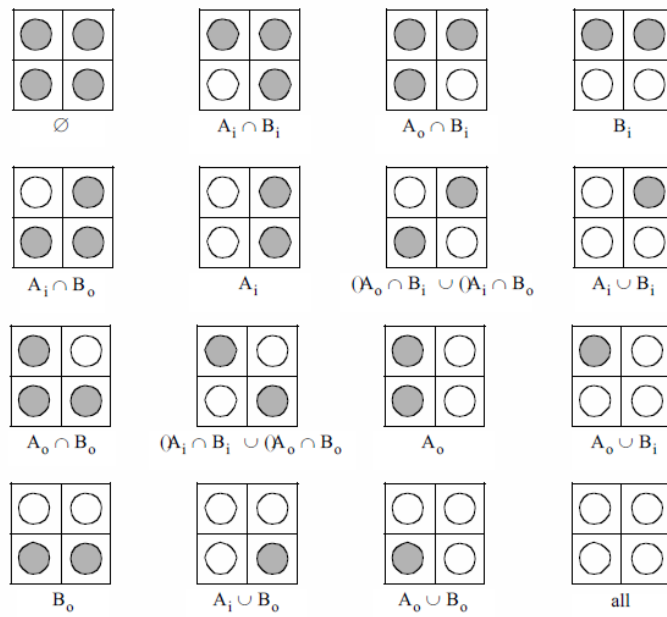 ∅ A_i ∩ B_i A_o ∩ B_i B_i
A_i ∩ B_o A_i ()A_o ∩ B_i ∪ ()A_i ∩ B_o A_i ∪ B_i
A_o ∩ B_o ()A_i ∩ B_i ∪ ()A_o ∩ B_o A_o A_o ∪ B_i
B_o A_i ∪ B_o A_o ∪ B_o all